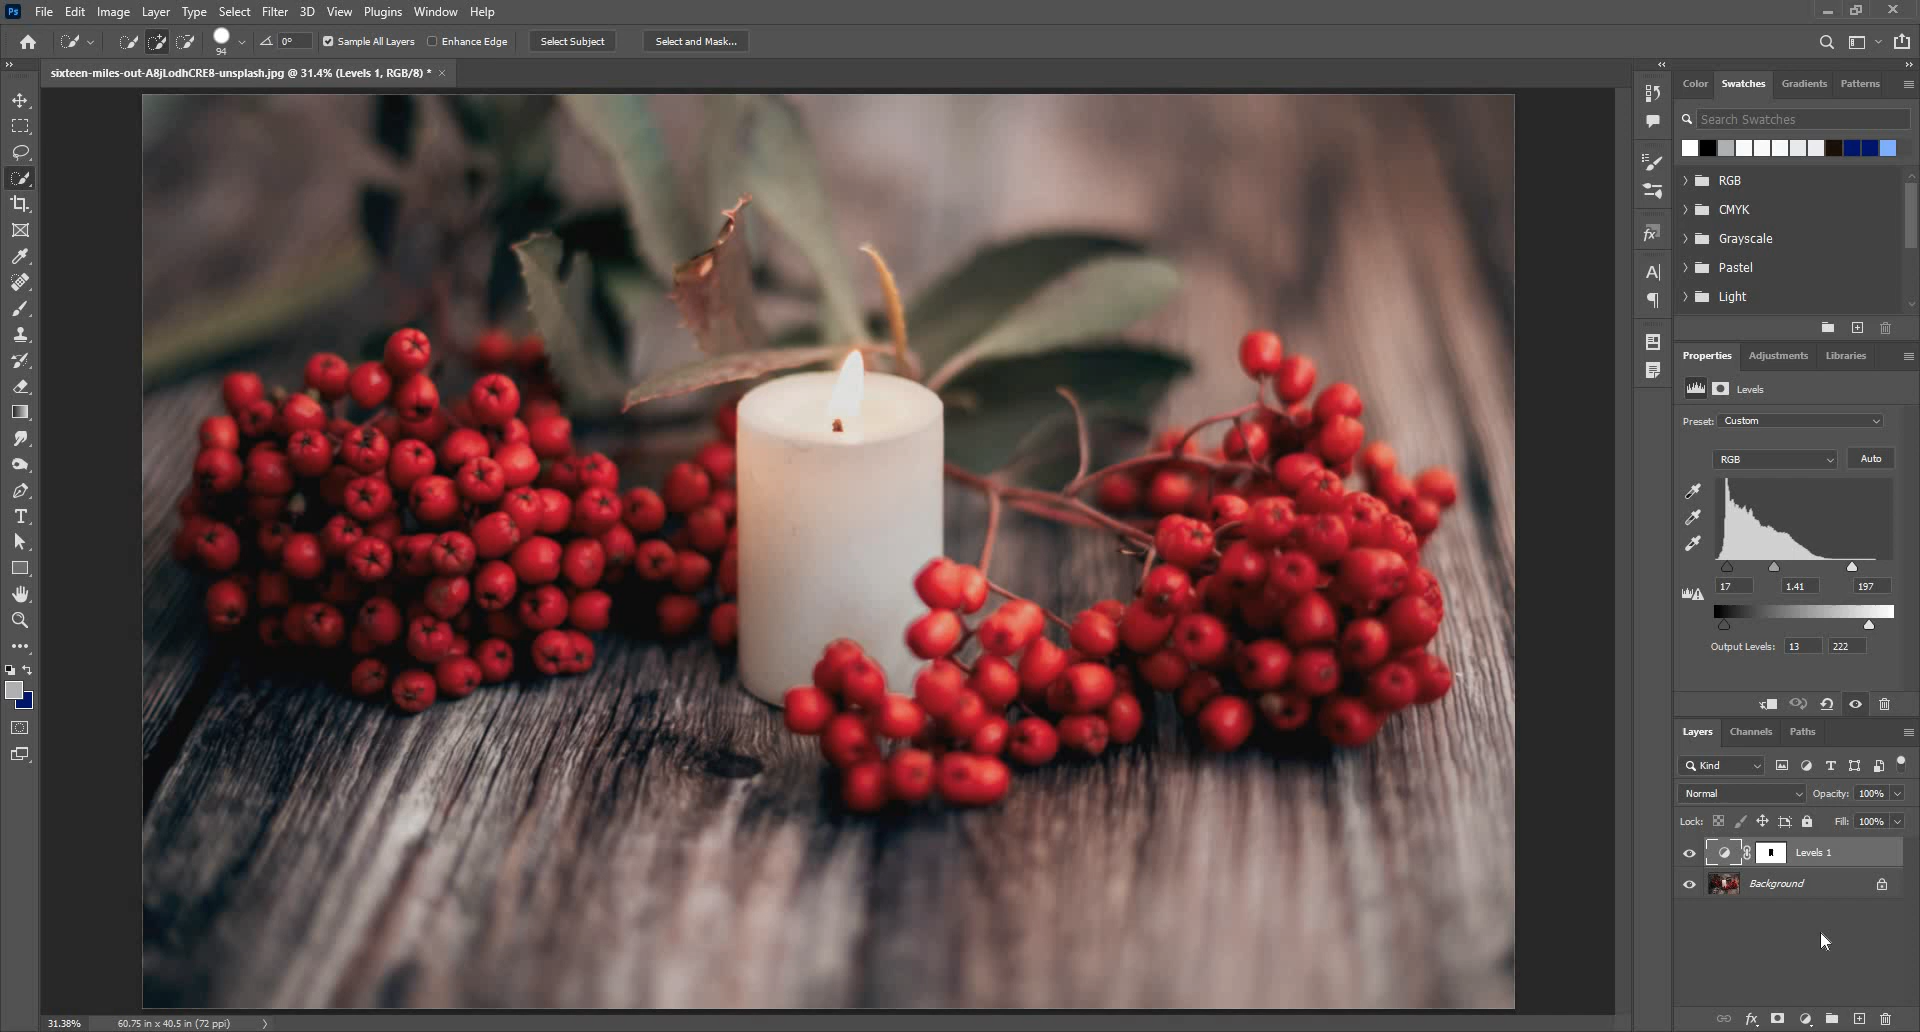 Ps File Edit Image Layer Type Select Filter 3D View Plugins Window Help
94 0° Sample All Layers Enhance Edge Select Subject Select and Mask...
sixteen-miles-out-A8jLodhCRE8-unsplash.jpg @ 31.4% (Levels 1, RGB/8) * ×
Color Swatches Gradients Patterns
Search Swatches
RGB
CMYK
Grayscale
Pastel
Light
Properties Adjustments Libraries
Levels
Preset: Custom
RGB Auto
17 1.41 197
Output Levels: 13 222
Layers Channels Paths
Kind
Normal Opacity: 100%
Lock: Fill: 100%
Levels 1
Background
fx
31.38% 60.75 in x 40.5 in (72 ppi)